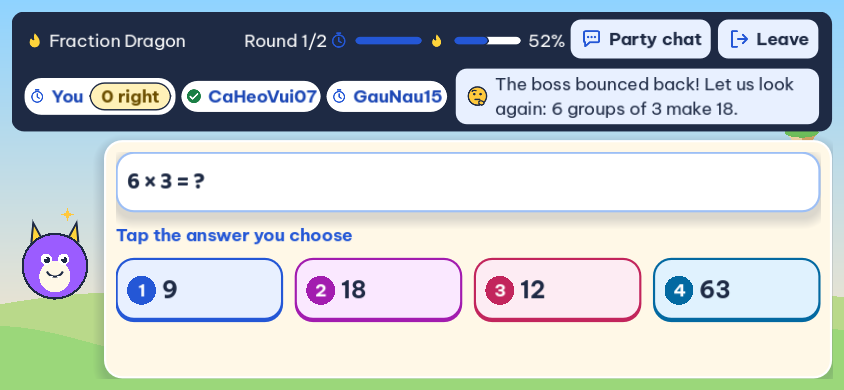 Fraction Dragon
Round 1/2
52%
Party chat
Leave
You 0 right
CaHeoVui07
GauNau15
The boss bounced back! Let us look
again: 6 groups of 3 make 18.
6 × 3 = ?
Tap the answer you choose
1 9
2 18
3 12
4 63